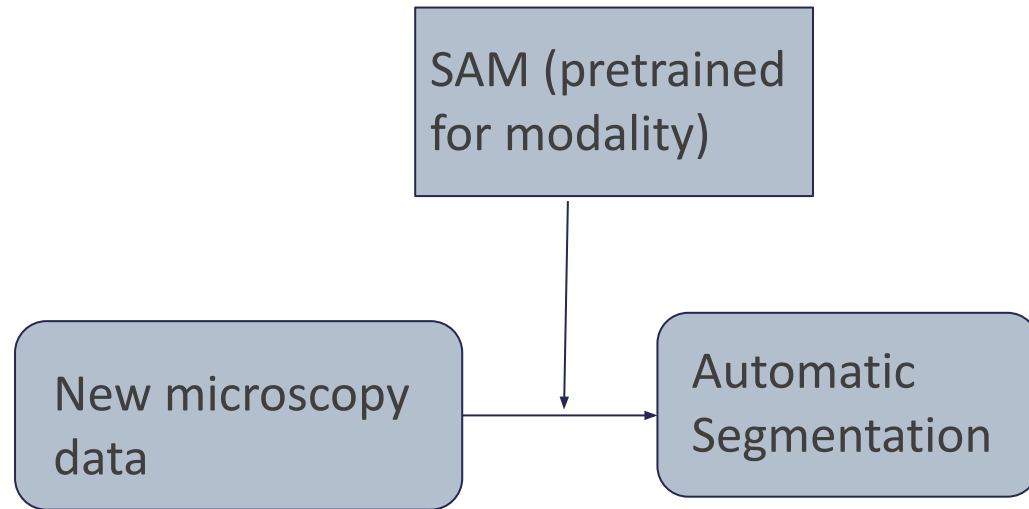 SAM (pretrained
for modality)
New microscopy
data
Automatic
Segmentation